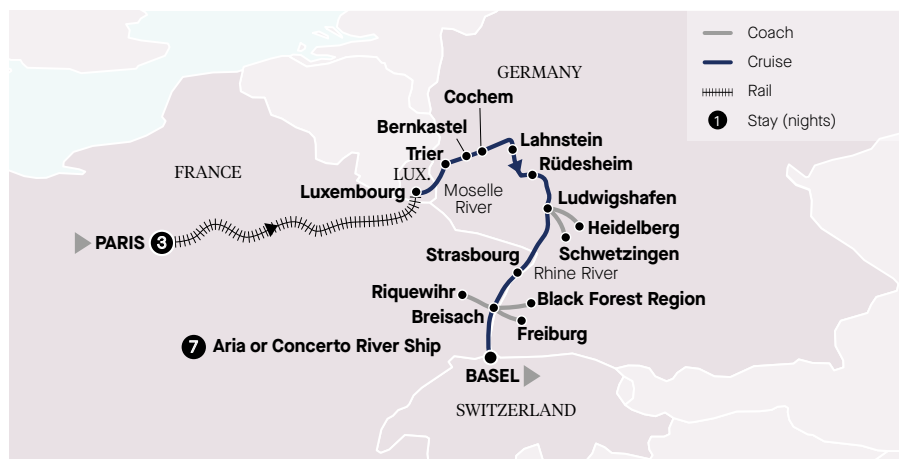 Coach
Cruise
Rail
1 Stay (nights)
GERMANY
Cochem
Bernkastel
Lahnstein
Trier
Rüdesheim
FRANCE
LUX.
Luxembourg
Moselle
River
Ludwigshafen
Heidelberg
PARIS 3
Schwetzingen
Strasbourg
Rhine River
Riquewihr
Black Forest Region
Breisach
Freiburg
7 Aria or Concerto River Ship
BASEL
SWITZERLAND